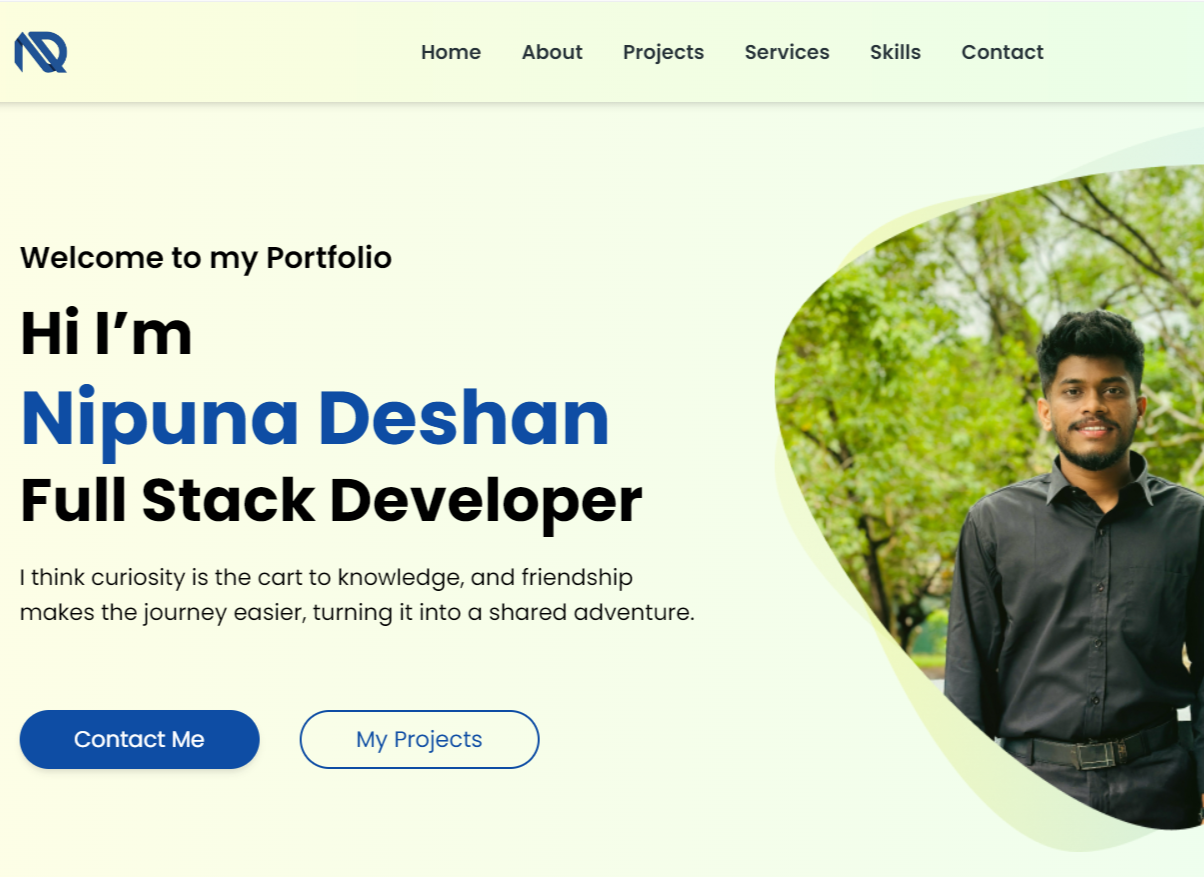 Home About Projects Services Skills Contact
Welcome to my Portfolio
Hi I’m
Nipuna Deshan
Full Stack Developer
I think curiosity is the cart to knowledge, and friendship
makes the journey easier, turning it into a shared adventure.
Contact Me My Projects